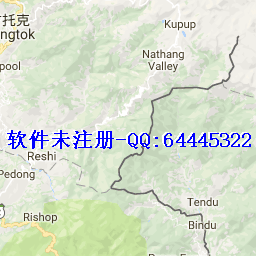 托克
ngtok
Kupup
Nathang
Valley
pool
软件未注册-QQ:64445322
Reshi
Pedong
Tendu
Rishop
Bindu